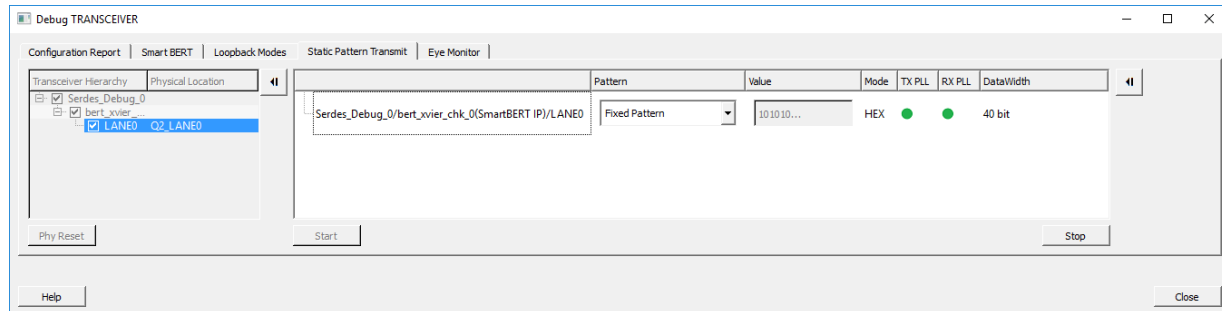 Debug TRANSCEIVER
Configuration Report | Smart BERT | Loopback Modes | Static Pattern Transmit | Eye Monitor
Transceiver Hierarchy Physical Location
Serdes_Debug_0
bert_xvier_...
LANE0 Q2_LANE0
Phy Reset
Pattern Value Mode TX PLL RX PLL DataWidth
Serdes_Debug_0/bert_xvier_chk_0(SmartBERT IP)/LANE0 Fixed Pattern 101010... HEX 40 bit
Start Stop
Help Close